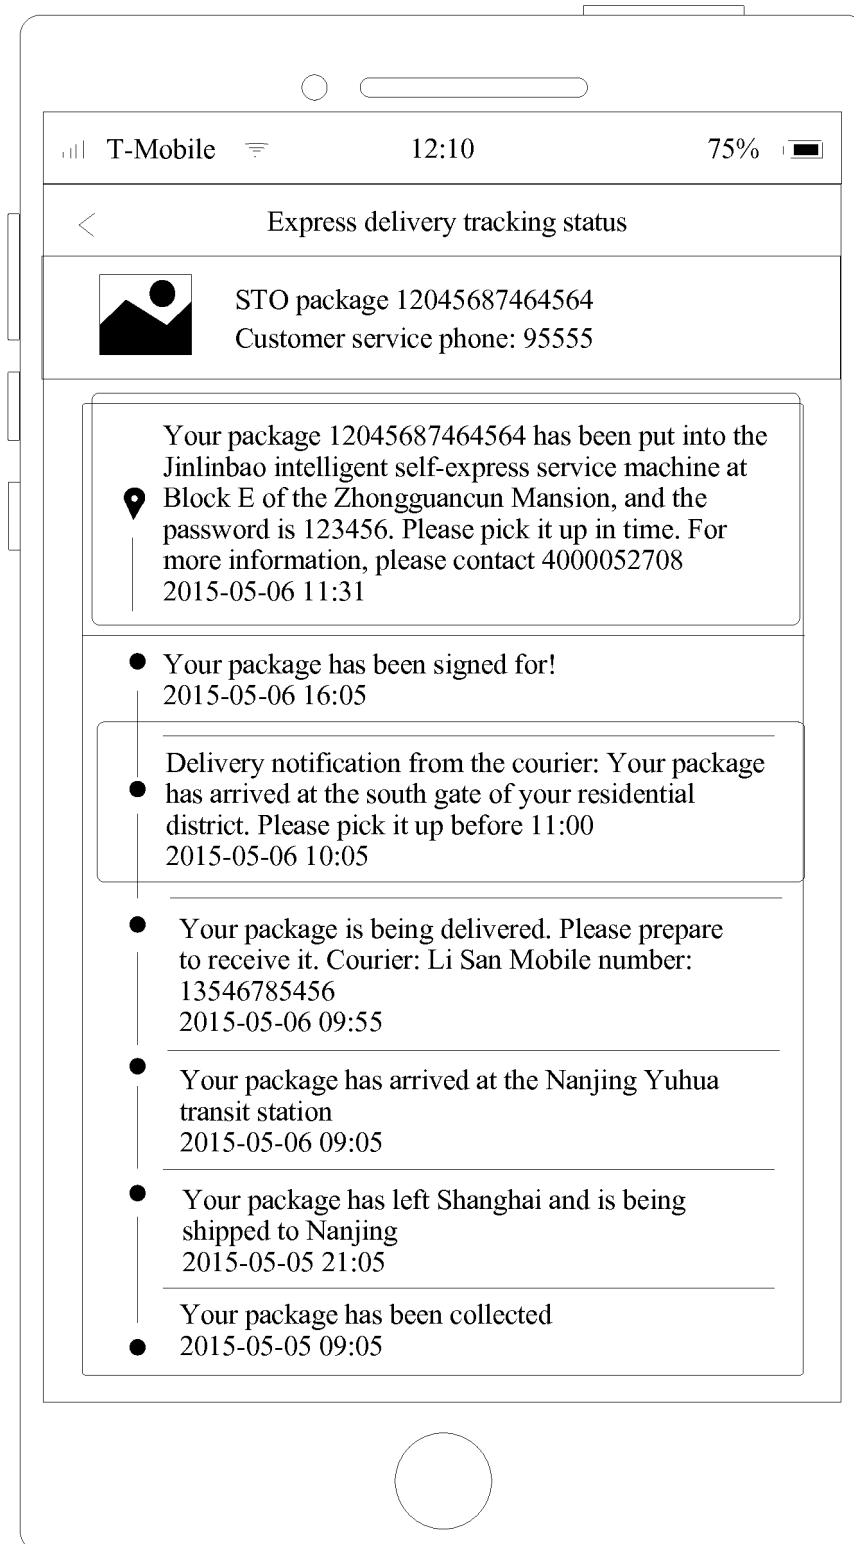 T-Mobile 12:10 75%
Express delivery tracking status
STO package 12045687464564
Customer service phone: 95555
Your package 12045687464564 has been put into the
Jinlinbao intelligent self-express service machine at
Block E of the Zhongguancun Mansion, and the
password is 123456. Please pick it up in time. For
more information, please contact 4000052708
2015-05-06 11:31
Your package has been signed for!
2015-05-06 16:05
Delivery notification from the courier: Your package
has arrived at the south gate of your residential
district. Please pick it up before 11:00
2015-05-06 10:05
Your package is being delivered. Please prepare
to receive it. Courier: Li San Mobile number:
13546785456
2015-05-06 09:55
Your package has arrived at the Nanjing Yuhua
transit station
2015-05-06 09:05
Your package has left Shanghai and is being
shipped to Nanjing
2015-05-05 21:05
Your package has been collected
2015-05-05 09:05